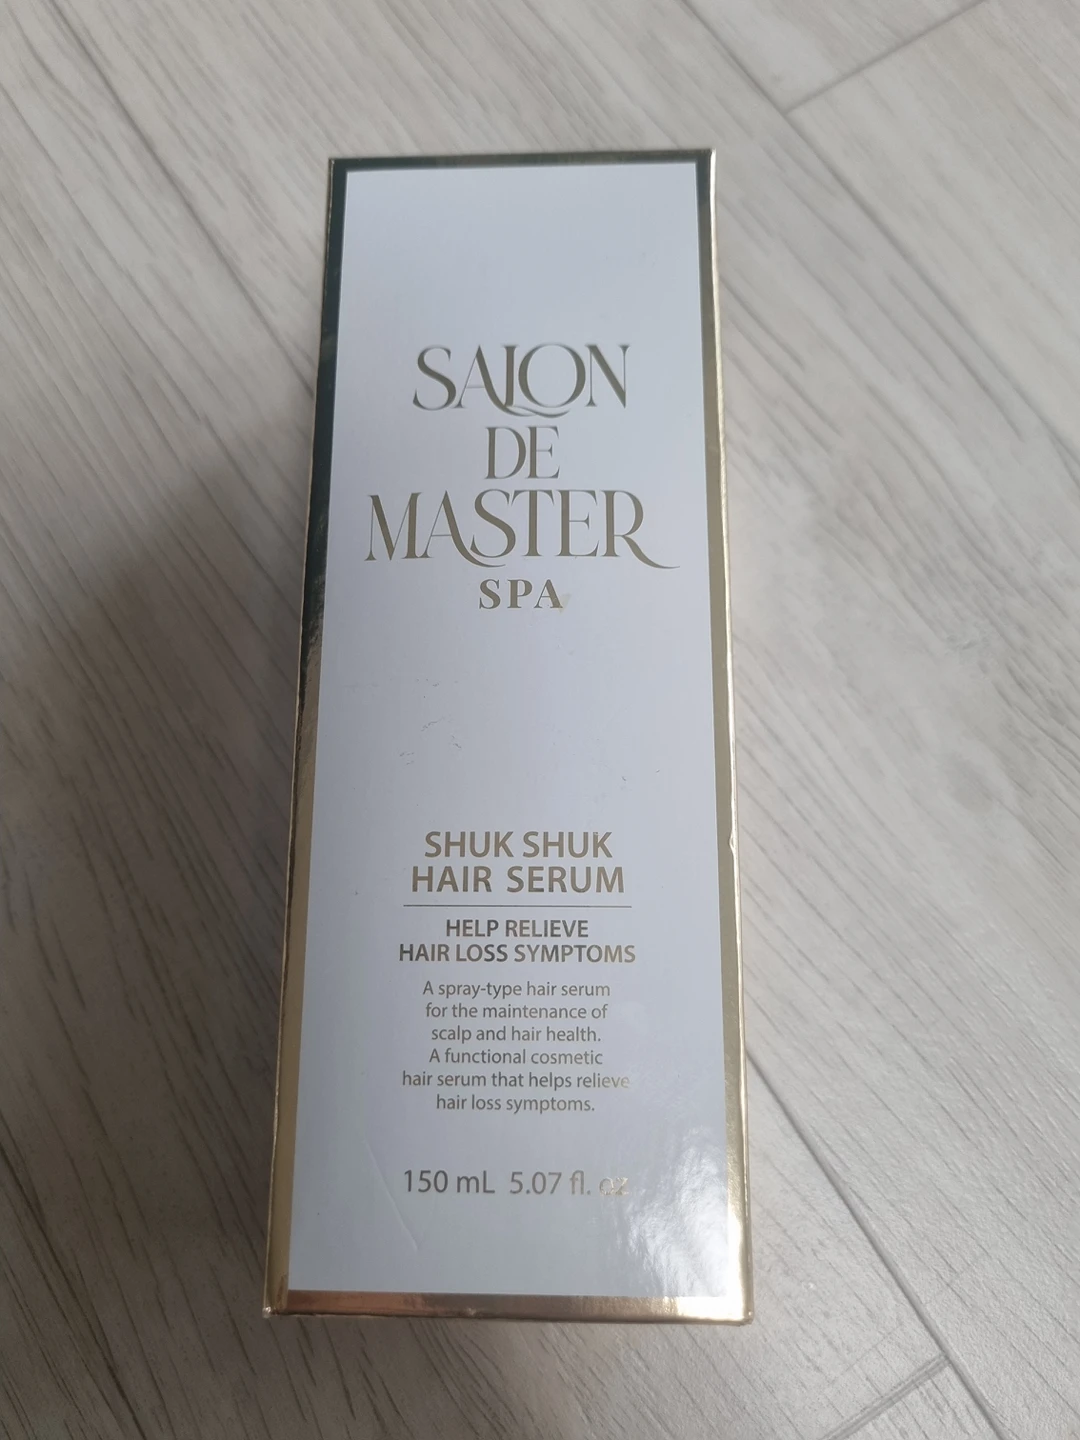 SALON
DE
MASTER
SPA
SHUK SHUK
HAIR SERUM
HELP RELIEVE
HAIR LOSS SYMPTOMS
A spray-type hair serum
for the maintenance of
scalp and hair health.
A functional cosmetic
hair serum that helps relieve
hair loss symptoms.
150 mL 5.07 fl. oz